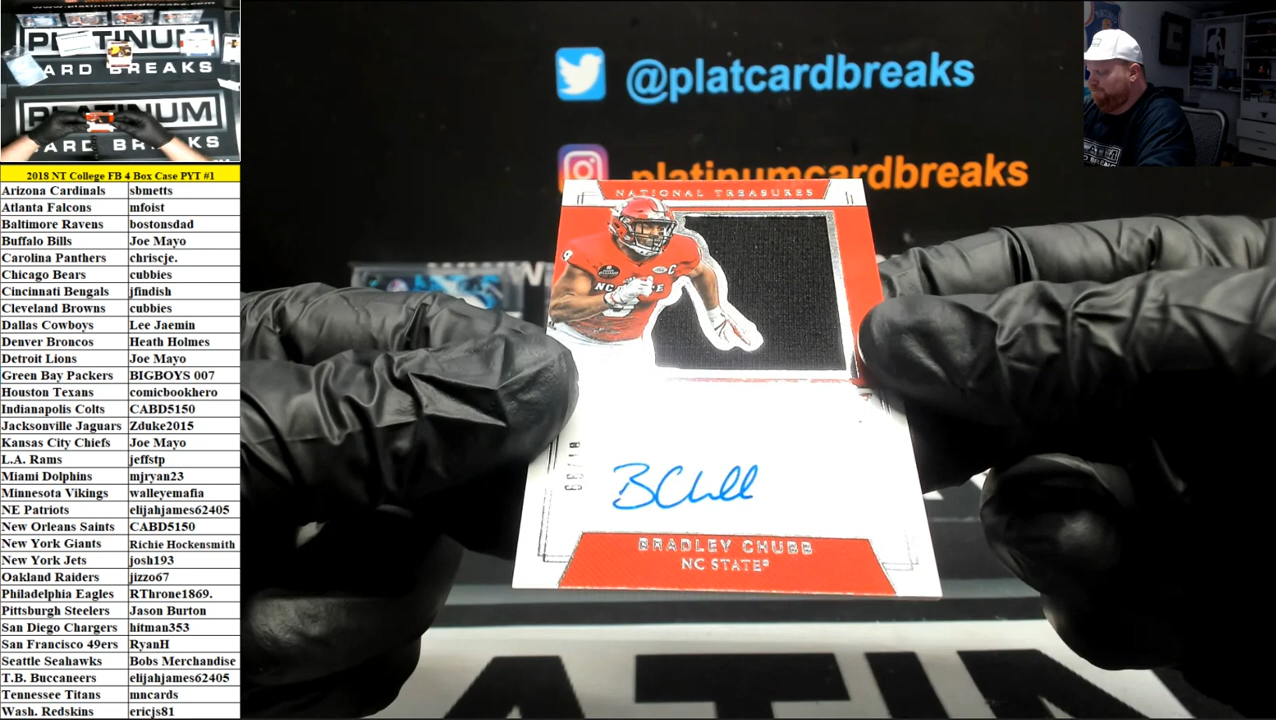 www.platinumcardbreaks.com
PLATINUM
CARD BREAKS
PLATINUM
CARD BREAKS
@platcardbreaks
platinumcardbreaks
2018 NT College FB 4 Box Case PYT #1
Arizona Cardinals sbmetts
Atlanta Falcons mfoist
Baltimore Ravens bostonsdad
Buffalo Bills Joe Mayo
Carolina Panthers chriscje.
Chicago Bears cubbies
Cincinnati Bengals jfindish
Cleveland Browns cubbies
Dallas Cowboys Lee Jaemin
Denver Broncos Heath Holmes
Detroit Lions Joe Mayo
Green Bay Packers BIGBOYS 007
Houston Texans comicbookhero
Indianapolis Colts CABD5150
Jacksonville Jaguars Zduke2015
Kansas City Chiefs Joe Mayo
L.A. Rams jeffstp
Miami Dolphins mjryan23
Minnesota Vikings walleyemafia
NE Patriots elijahjames62405
New Orleans Saints CABD5150
New York Giants Richie Hockensmith
New York Jets josh193
Oakland Raiders jizzo67
Philadelphia Eagles RThrone1869.
Pittsburgh Steelers Jason Burton
San Diego Chargers hitman353
San Francisco 49ers RyanH
Seattle Seahawks Bobs Merchandise
T.B. Buccaneers elijahjames62405
Tennessee Titans mncards
Wash. Redskins ericjs81
NATIONAL TREASURES
NC STATE
9
C
B Chubb
BRADLEY CHUBB
NC STATE®
ATINUM